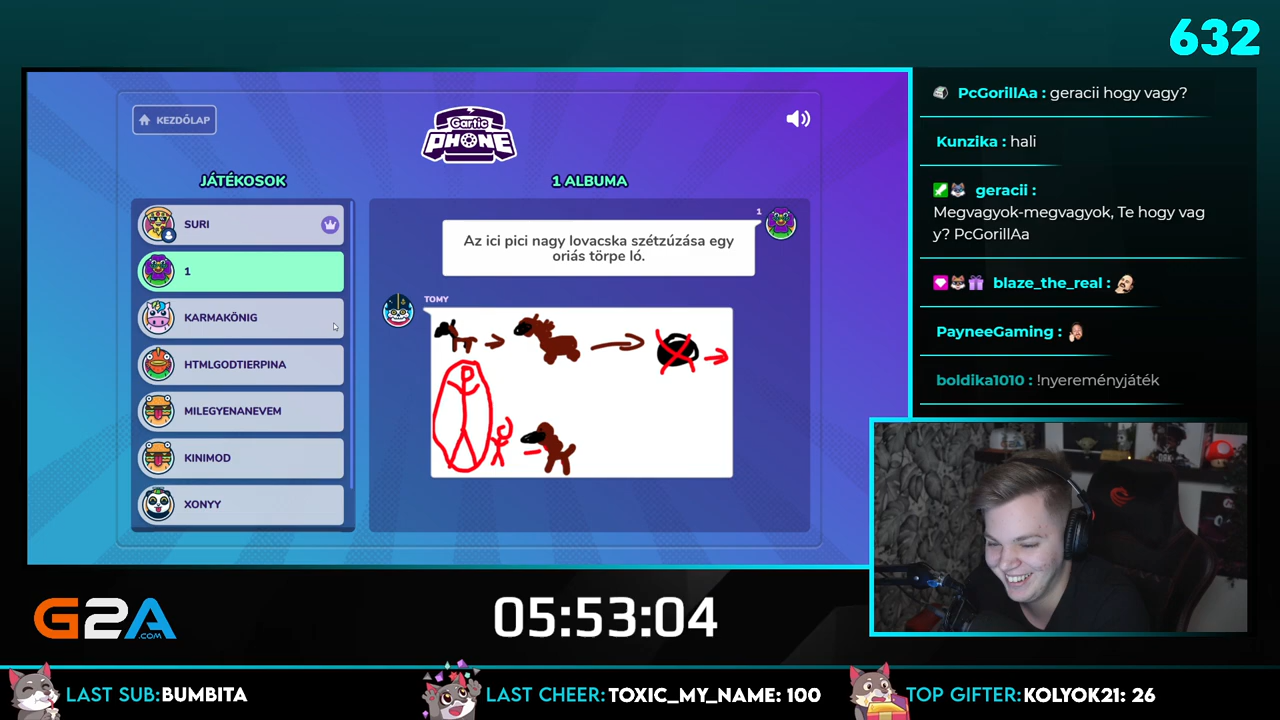 632
KEZDŐLAP
Gartic
PHONE
JÁTÉKOSOK
SURI
1
KARMAKÖNIG
HTMLGODTIERPINA
MILEGYENANEVEM
KINIMOD
XONYY
1 ALBUMA
1
Az ici pici nagy lovacska szétzúzása egy
oriás törpe ló.
TOMY
PcGorillAa : geracii hogy vagy?
Kunzika : hali
geracii :
Megvagyok-megvagyok, Te hogy vag
y? PcGorillAa
blaze_the_real :
PayneeGaming :
boldika1010 : !nyereményjáték
G2A
.COM
05:53:04
LAST SUB:BUMBITA
LAST CHEER:TOXIC_MY_NAME: 100
TOP GIFTER:KOLYOK21: 26